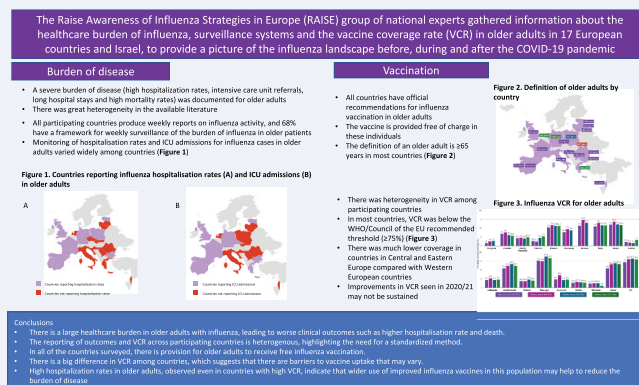 The Raise Awareness of Influenza Strategies in Europe (RAISE) group of national experts gathered information about the
healthcare burden of influenza, surveillance systems and the vaccine coverage rate (VCR) in older adults in 17 European
countries and Israel, to provide a picture of the influenza landscape before, during and after the COVID-19 pandemic
Burden of disease
• A severe burden of disease (high hospitalization rates, intensive care unit referrals,
long hospital stays and high mortality rates) was documented for older adults
• There was great heterogeneity in the available literature
• All participating countries produce weekly reports on influenza activity, and 68%
have a framework for weekly surveillance of the burden of influenza in older patients
• Monitoring of hospitalisation rates and ICU admissions for influenza cases in older
adults varied widely among countries (Figure 1)
Figure 1. Countries reporting influenza hospitalisation rates (A) and ICU admissions (B)
in older adults
A
B
Countries reporting hospitalisation rates
Countries not reporting hospitalisation rates
Countries reporting ICU admissions
Countries not reporting ICU admissions
Vaccination
• All countries have official
recommendations for influenza
vaccination in older adults
• The vaccine is provided free of charge in
these individuals
• The definition of an older adult is ≥65
years in most countries (Figure 2)
Figure 2. Definition of older adults by
country
• There was heterogeneity in VCR among
participating countries
• In most countries, VCR was below the
WHO/Council of the EU recommended
threshold (≥75%) (Figure 3)
• There was much lower coverage in
countries in Central and Eastern
Europe compared with Western
European countries
• Improvements in VCR seen in 2020/21
may not be sustained
Figure 3. Influenza VCR for older adults
Conclusions
• There is a large healthcare burden in older adults with influenza, leading to worse clinical outcomes such as higher hospitalisation rate and death.
• The reporting of outcomes and VCR across participating countries is heterogenous, highlighting the need for a standardized method.
• In all of the countries surveyed, there is provision for older adults to receive free influenza vaccination.
• There is a big difference in VCR among countries, which suggests that there are barriers to vaccine uptake that may vary.
• High hospitalization rates in older adults, observed even in countries with high VCR, indicate that wider use of improved influenza vaccines in this population may help to reduce the
burden of disease